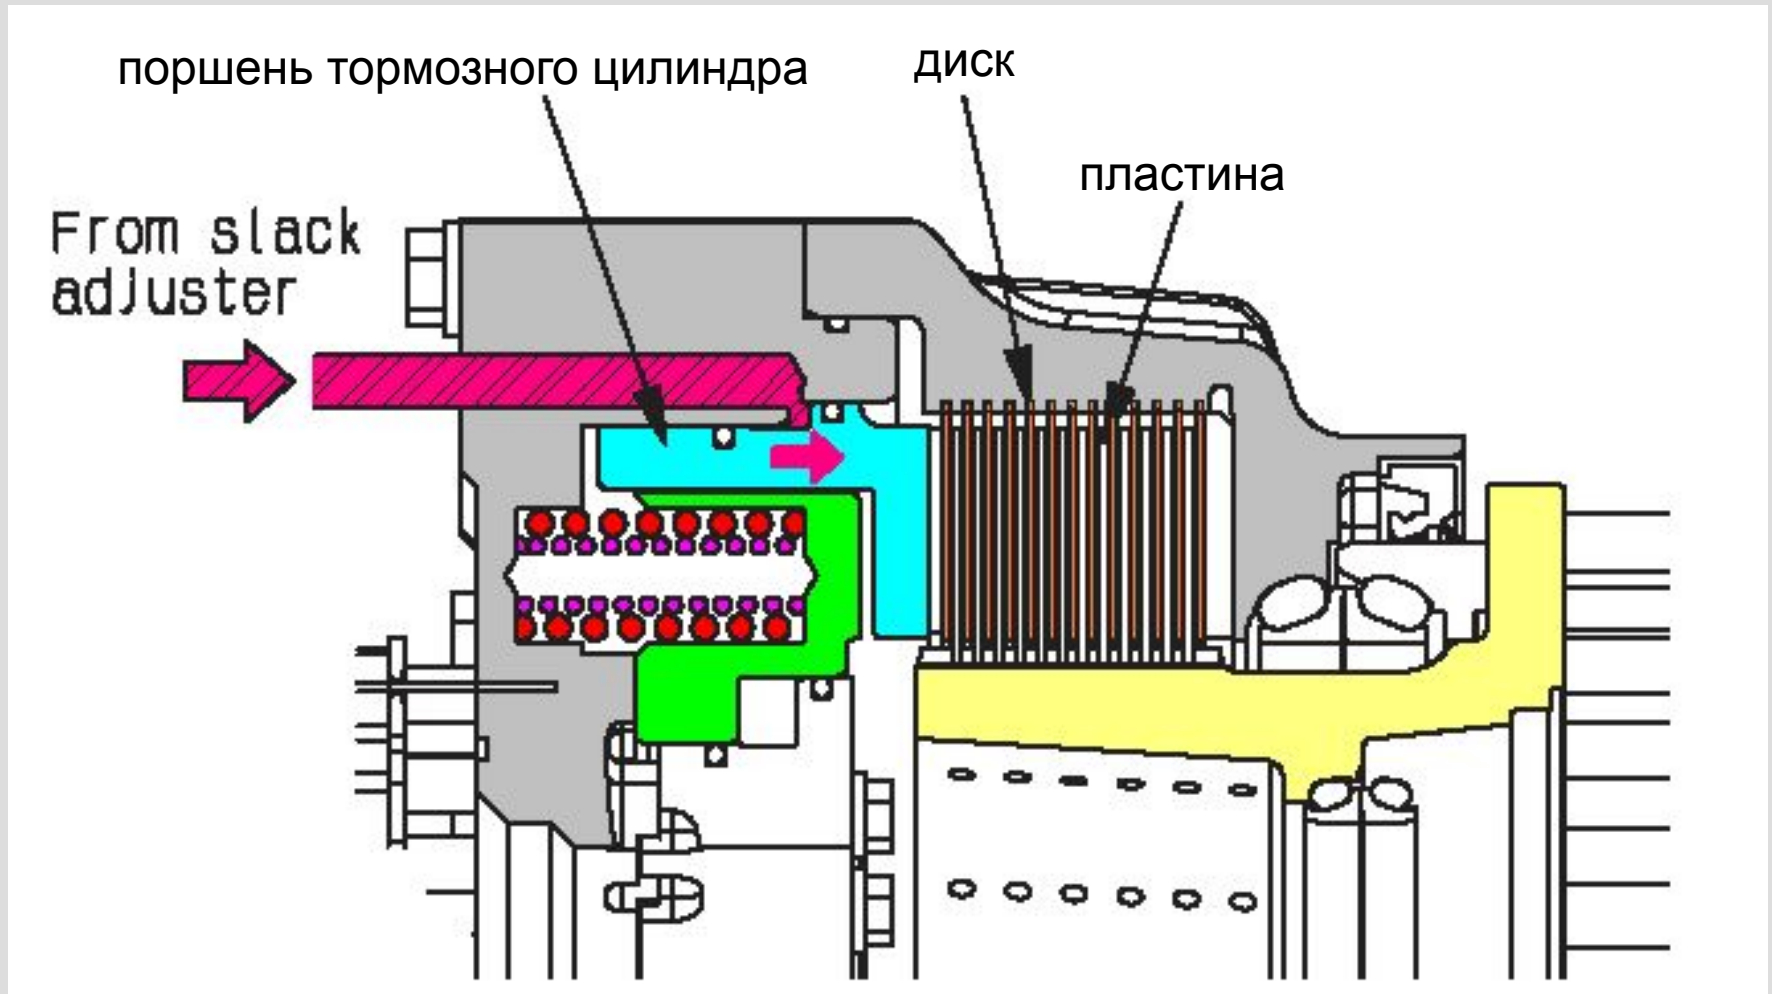 поршень тормозного цилиндра
диск
пластина
From slack
adjuster